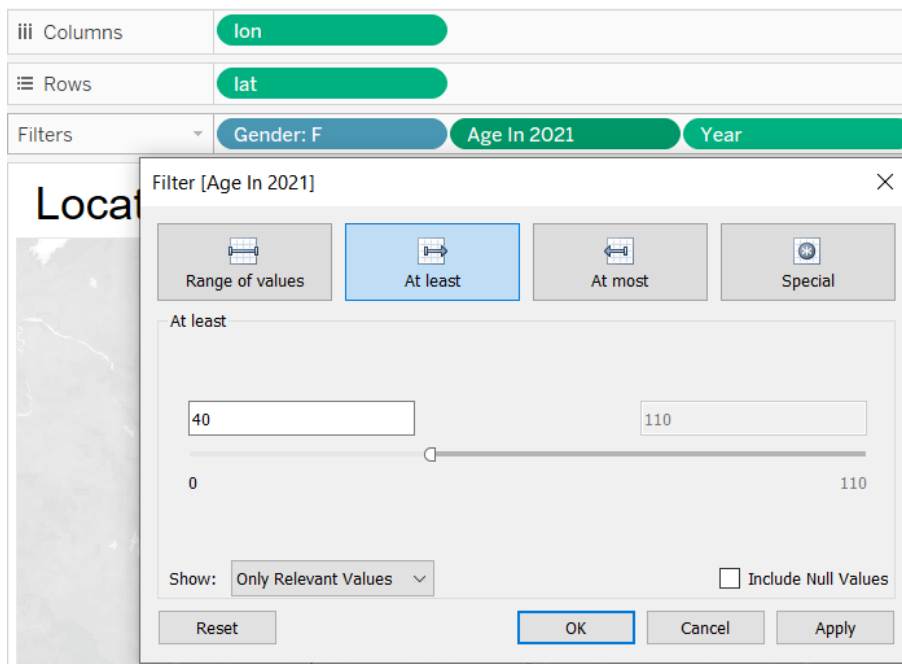 Columns lon
Rows lat
Filters Gender: F Age In 2021 Year
Locat
Filter [Age In 2021]
Range of values At least At most Special
At least
40 110
0 110
Show: Only Relevant Values Include Null Values
Reset OK Cancel Apply